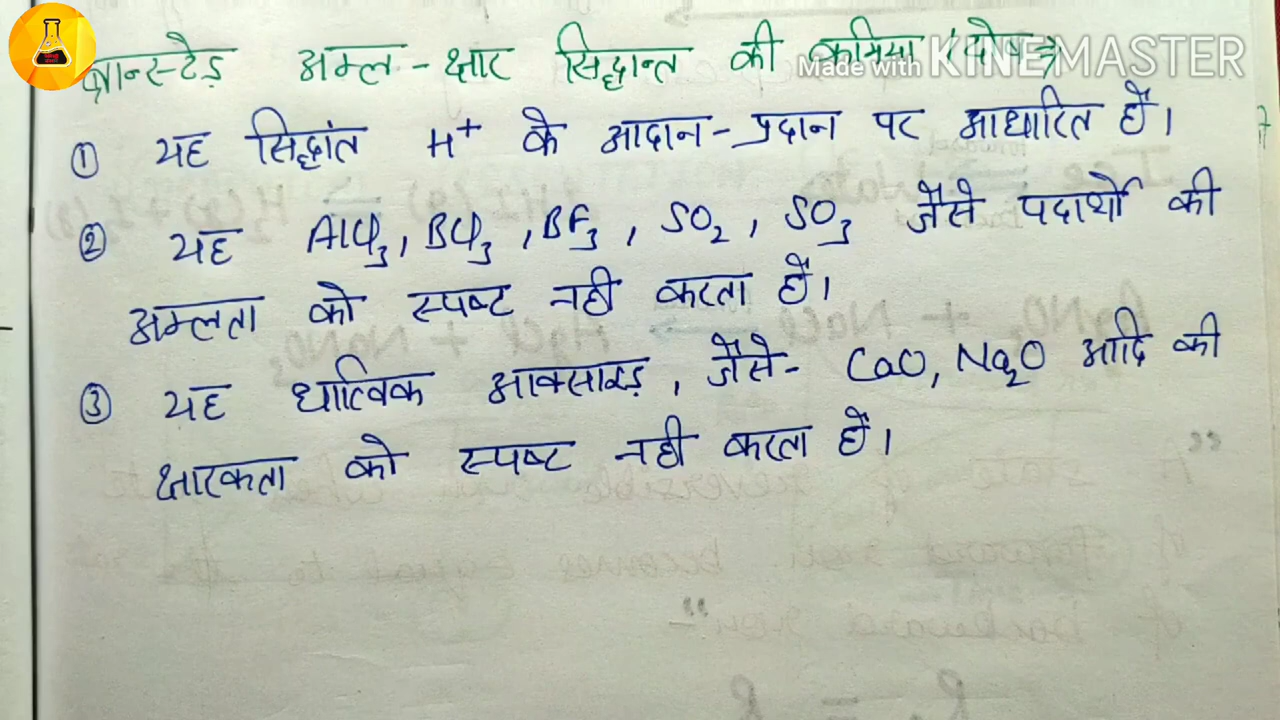 ब्रान्स्टेड अम्ल-क्षार सिद्धान्त की कमियां / दोष
Made with KINEMASTER
① यह सिद्धांत H⁺ के आदान-प्रदान पर आधारित हैं।
② यह AlCl₃, BCl₃, BF₃, SO₂, SO₃ जैसे पदार्थो की
अम्लता को स्पष्ट नही करता हैं।
③ यह धात्विक आक्साइड, जैसे- CaO, Na₂O आदि की
क्षारकता को स्पष्ट नही करता हैं।